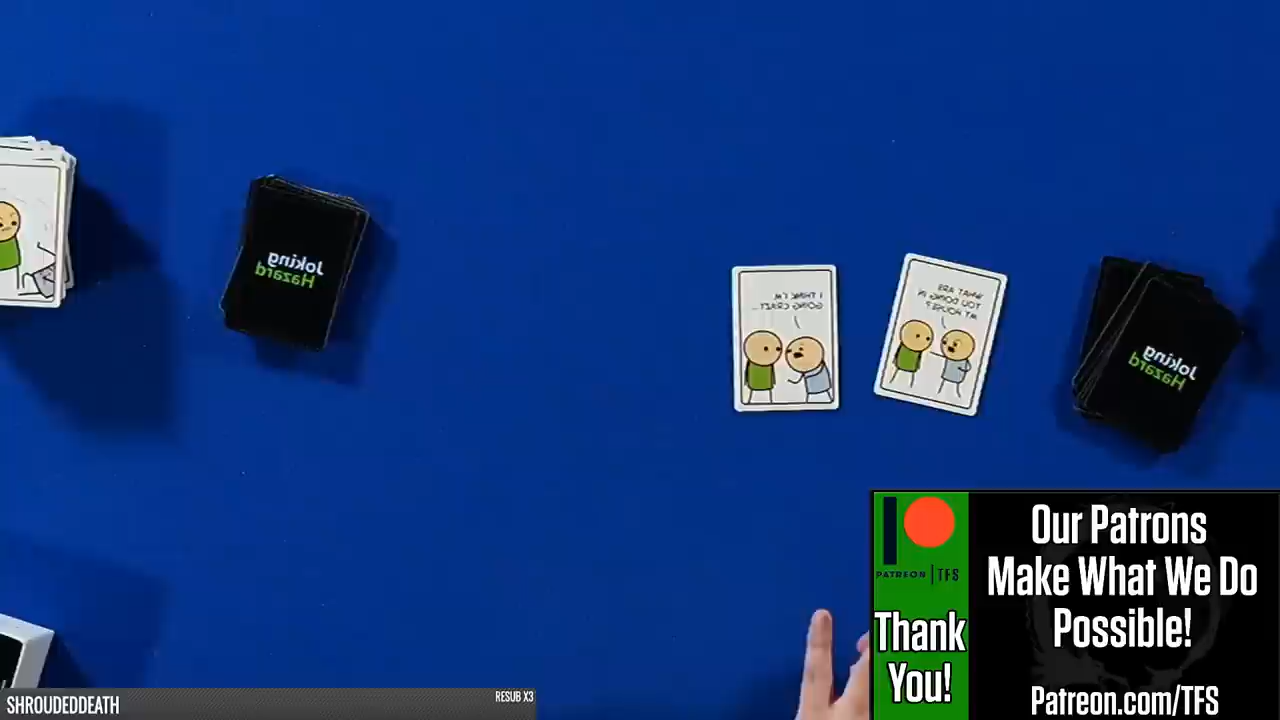 Joking
Hazard
I THINK I'M
GOING CRAZY...
WHAT ARE
YOU DOING IN
MY HOUSE?
Joking
Hazard
PATREON | TFS
Thank
You!
Our Patrons
Make What We Do
Possible!
Patreon.com/TFS
SHROUDEDDEATH
RESUB X3